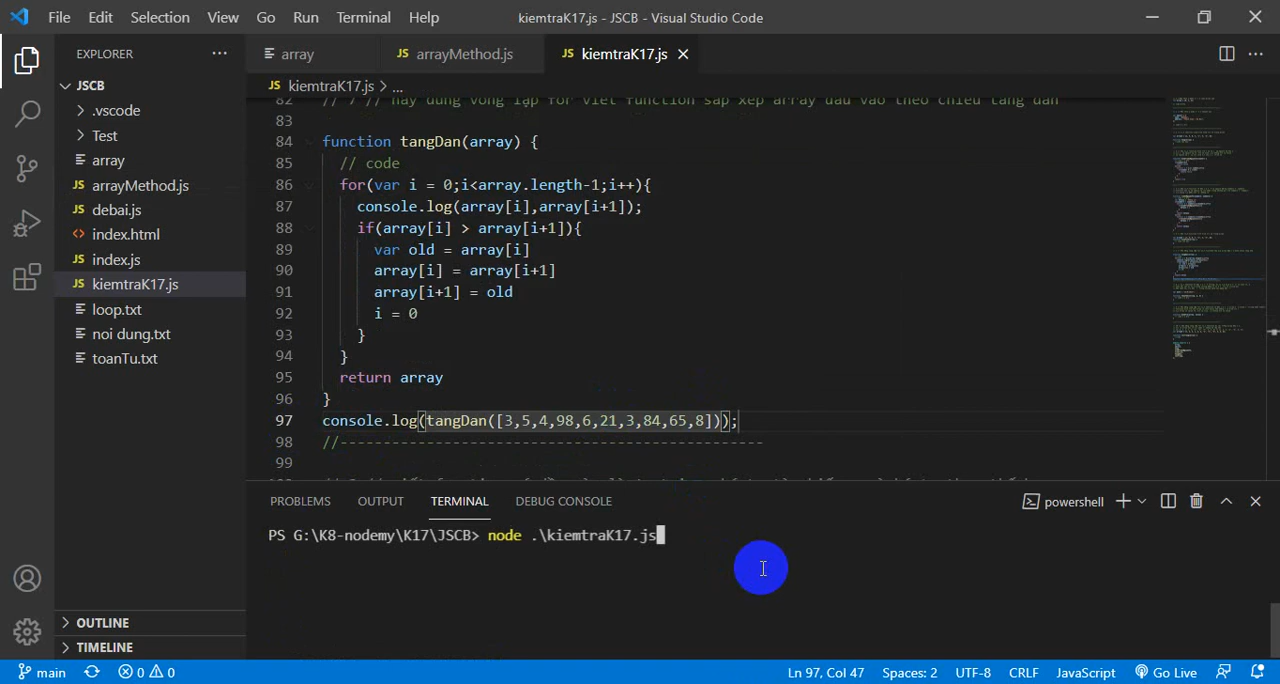 File Edit Selection View Go Run Terminal Help kiemtraK17.js - JSCB - Visual Studio Code
EXPLORER
array
arrayMethod.js
kiemtraK17.js
JSCB
kiemtraK17.js > ...
.vscode
Test
array
arrayMethod.js
debai.js
index.html
index.js
kiemtraK17.js
loop.txt
noi dung.txt
toanTu.txt
OUTLINE
TIMELINE
82
83
84 function tangDan(array) {
85 // code
86 for(var i = 0;i<array.length-1;i++){
87 console.log(array[i],array[i+1]);
88 if(array[i] > array[i+1]){
89 var old = array[i]
90 array[i] = array[i+1]
91 array[i+1] = old
92 i = 0
93 }
94 }
95 return array
96 }
97 console.log(tangDan([3,5,4,98,6,21,3,84,65,8]));
98 //-------------------------------------------------
99
PROBLEMS OUTPUT TERMINAL DEBUG CONSOLE powershell
PS G:\K8-nodemy\K17\JSCB> node .\kiemtraK17.js
main 0 0 Ln 97, Col 47 Spaces: 2 UTF-8 CRLF JavaScript Go Live